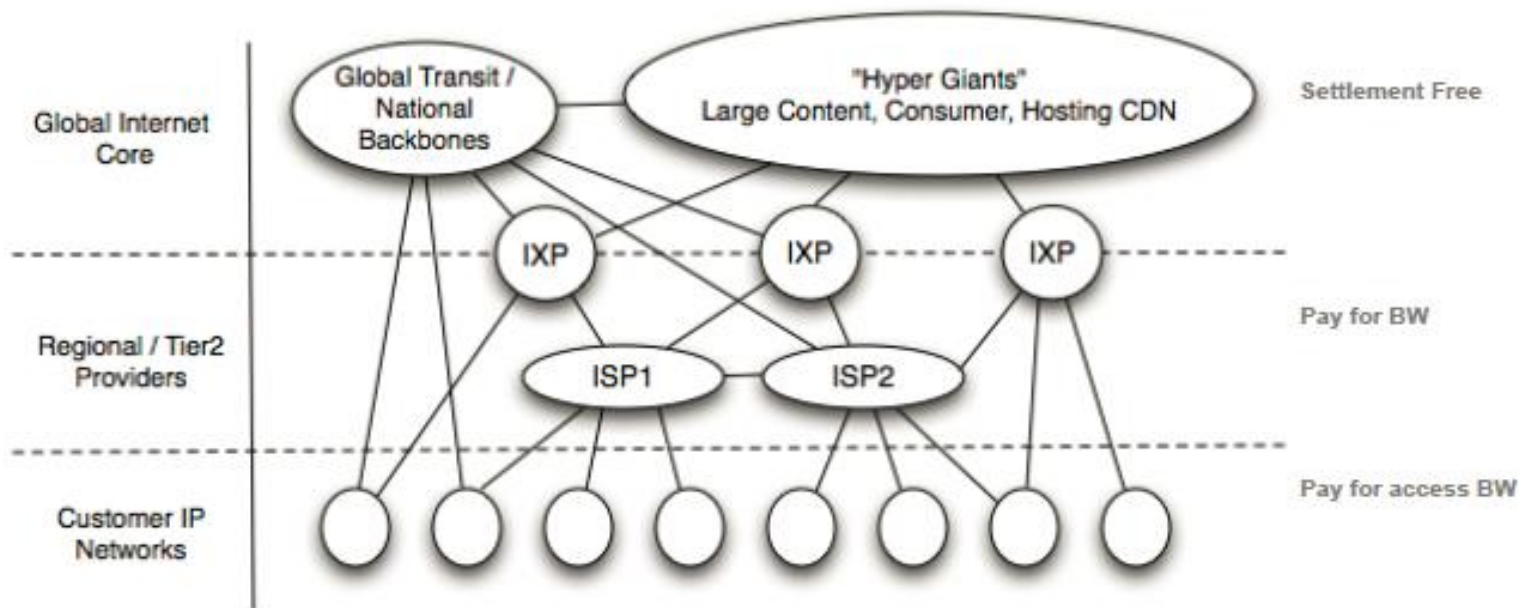 Global Transit /
National
Backbones
"Hyper Giants"
Large Content, Consumer, Hosting CDN
Settlement Free
Global Internet
Core
IXP
IXP
IXP
Regional / Tier2
Providers
ISP1
ISP2
Pay for BW
Customer IP
Networks
Pay for access BW